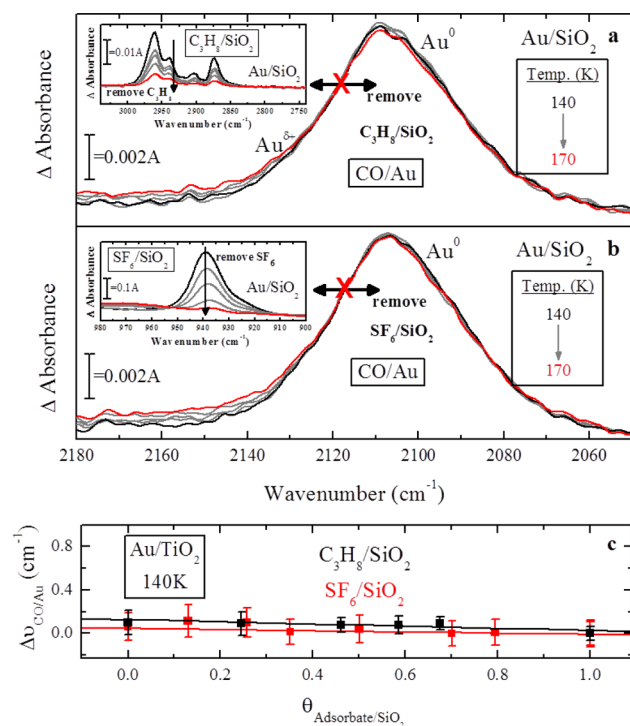 a
C₃H₈/SiO₂
=0.01A
Au/SiO₂
remove C₃H₈
Δ Absorbance
3000 2950 2900 2850 2800 2750
Wavenumber (cm⁻¹)
Au⁰
Au/SiO₂
Temp. (K)
140
170
remove
C₃H₈/SiO₂
CO/Au
Auᵟ⁺
=0.002A
Δ Absorbance
b
SF₆/SiO₂
remove SF₆
=0.1A
Au/SiO₂
Δ Absorbance
980 970 960 950 940 930 920 910 900
Wavenumber (cm⁻¹)
Au⁰
Au/SiO₂
Temp. (K)
140
170
remove
SF₆/SiO₂
CO/Au
=0.002A
Δ Absorbance
2180 2160 2140 2120 2100 2080 2060
Wavenumber (cm⁻¹)
c
Au/TiO₂
140K
C₃H₈/SiO₂
SF₆/SiO₂
0.8
0.4
0.0
ΔυCO/Au (cm⁻¹)
0.0 0.2 0.4 0.6 0.8 1.0
θAdsorbate/SiO₂